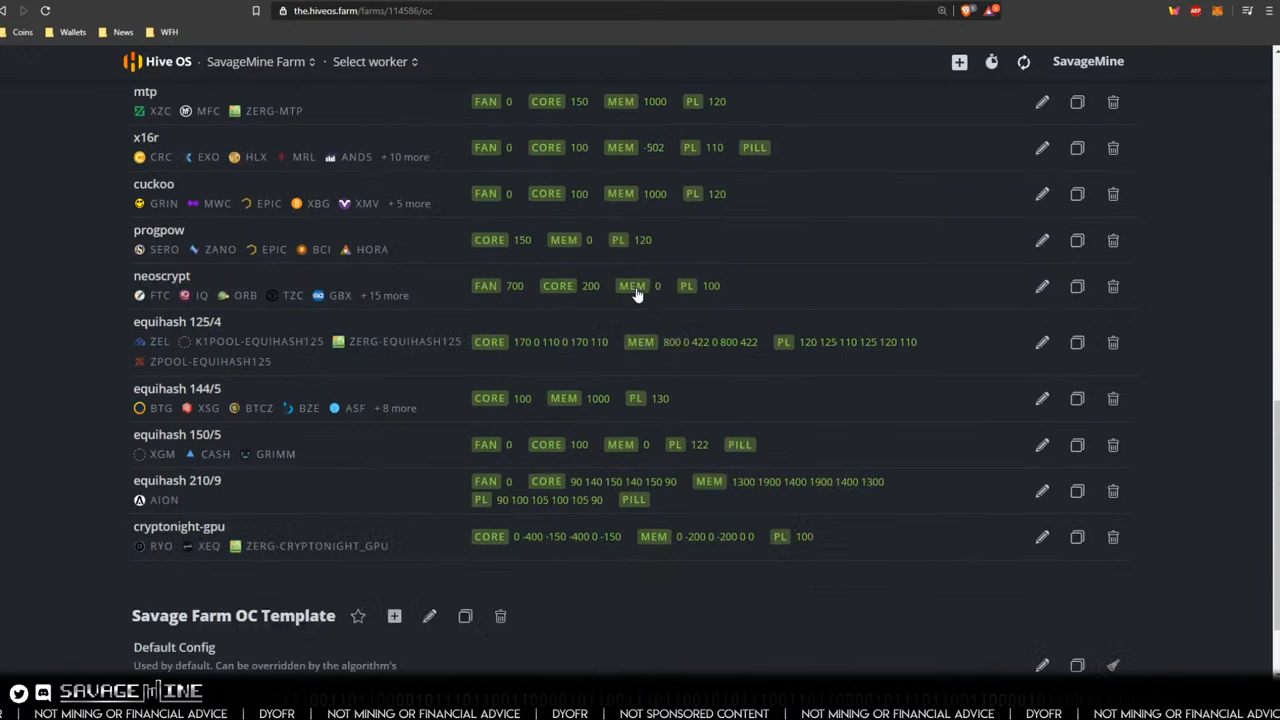 the.hiveos.farm/farms/114586/oc
Coins Wallets News WFH
Hive OS SavageMine Farm · Select worker SavageMine
mtp
XZC MFC ZERG-MTP
FAN 0 CORE 150 MEM 1000 PL 120
x16r
CRC EXO HLX MRL ANDS + 10 more
FAN 0 CORE 100 MEM -502 PL 110 PILL
cuckoo
GRIN MWC EPIC XBG XMV + 5 more
FAN 0 CORE 100 MEM 1000 PL 120
progpow
SERO ZANO EPIC BCI HORA
CORE 150 MEM 0 PL 120
neoscrypt
FTC IQ ORB TZC GBX + 15 more
FAN 700 CORE 200 MEM 0 PL 100
equihash 125/4
ZEL K1POOL-EQUIHASH125 ZERG-EQUIHASH125
ZPOOL-EQUIHASH125
CORE 170 0 110 0 170 110 MEM 800 0 422 0 800 422 PL 120 125 110 125 120 110
equihash 144/5
BTG XSG BTCZ BZE ASF + 8 more
CORE 100 MEM 1000 PL 130
equihash 150/5
XGM CASH GRIMM
FAN 0 CORE 100 MEM 0 PL 122 PILL
equihash 210/9
AION
FAN 0 CORE 90 140 150 140 150 90 MEM 1300 1900 1400 1900 1400 1300
PL 90 100 105 100 105 90 PILL
cryptonight-gpu
RYO XEQ ZERG-CRYPTONIGHT_GPU
CORE 0 -400 -150 -400 0 -150 MEM 0 -200 0 -200 0 0 PL 100
Savage Farm OC Template
Default Config
Used by default. Can be overridden by the algorithm's
SAVAGEMINE
NOT MINING OR FINANCIAL ADVICE DYOFR NOT MINING OR FINANCIAL ADVICE DYOFR NOT SPONSORED CONTENT NOT MINING OR FINANCIAL ADVICE DYOFR NOT MINING OR FINANC